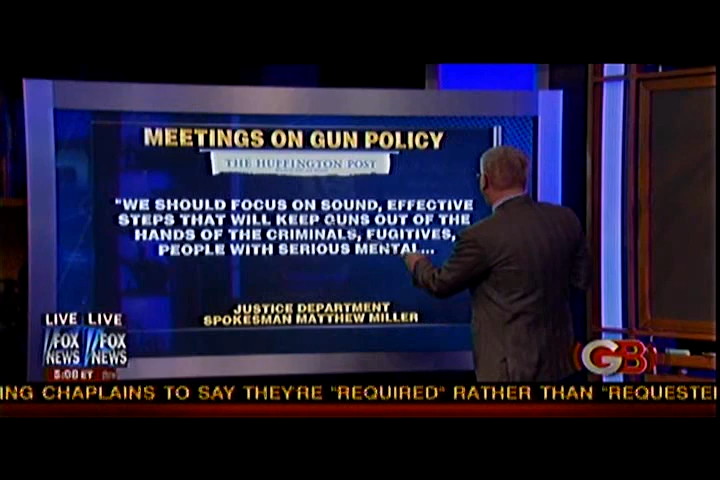 MEETINGS ON GUN POLICY
THE HUFFINGTON POST
"WE SHOULD FOCUS ON SOUND, EFFECTIVE
STEPS THAT WILL KEEP GUNS OUT OF THE
HANDS OF THE CRIMINALS, FUGITIVES,
PEOPLE WITH SERIOUS MENTAL...
JUSTICE DEPARTMENT
SPOKESMAN MATTHEW MILLER
LIVE LIVE
FOX FOX
NEWS NEWS
5:08 ET
GB
ING CHAPLAINS TO SAY THEY'RE "REQUIRED" RATHER THAN "REQUESTE